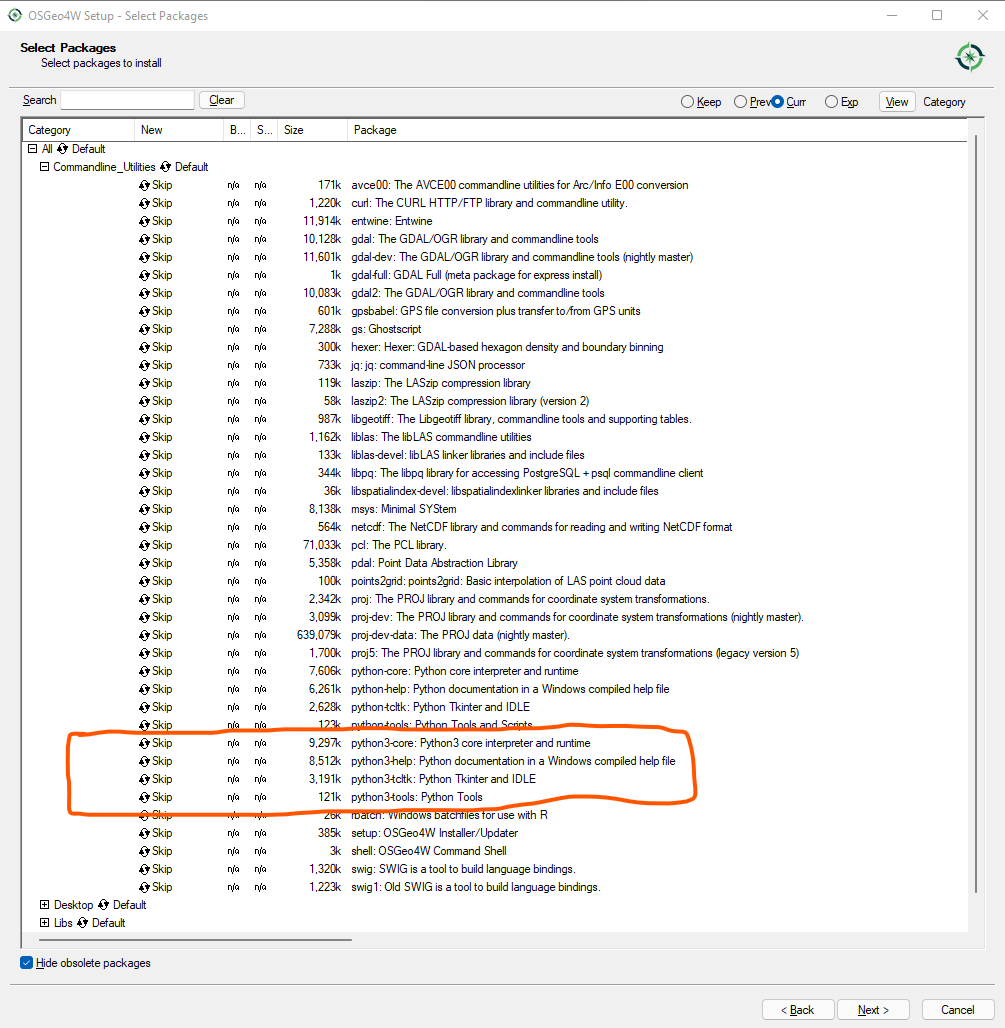 OSGeo4W Setup - Select Packages
Select Packages
Select packages to install
Search Clear Keep Prev Curr Exp View Category
Category New B... S... Size Package
All Default
Commandline_Utilities Default
Skip n/a n/a 171k avce00: The AVCE00 commandline utilities for Arc/Info E00 conversion
Skip n/a n/a 1,220k curl: The CURL HTTP/FTP library and commandline utility.
Skip n/a n/a 11,914k entwine: Entwine
Skip n/a n/a 10,128k gdal: The GDAL/OGR library and commandline tools
Skip n/a n/a 11,601k gdal-dev: The GDAL/OGR library and commandline tools (nightly master)
Skip n/a n/a 1k gdal-full: GDAL Full (meta package for express install)
Skip n/a n/a 10,083k gdal2: The GDAL/OGR library and commandline tools
Skip n/a n/a 601k gpsbabel: GPS file conversion plus transfer to/from GPS units
Skip n/a n/a 7,288k gs: Ghostscript
Skip n/a n/a 300k hexer: Hexer: GDAL-based hexagon density and boundary binning
Skip n/a n/a 733k jq: jq: command-line JSON processor
Skip n/a n/a 119k laszip: The LASzip compression library
Skip n/a n/a 58k laszip2: The LASzip compression library (version 2)
Skip n/a n/a 987k libgeotiff: The Libgeotiff library, commandline tools and supporting tables.
Skip n/a n/a 1,162k liblas: The libLAS commandline utilities
Skip n/a n/a 133k liblas-devel: libLAS linker libraries and include files
Skip n/a n/a 344k libpq: The libpq library for accessing PostgreSQL + psql commandline client
Skip n/a n/a 36k libspatialindex-devel: libspatialindexlinker libraries and include files
Skip n/a n/a 8,138k msys: Minimal SYStem
Skip n/a n/a 564k netcdf: The NetCDF library and commands for reading and writing NetCDF format
Skip n/a n/a 71,033k pcl: The PCL library.
Skip n/a n/a 5,358k pdal: Point Data Abstraction Library
Skip n/a n/a 100k points2grid: points2grid: Basic interpolation of LAS point cloud data
Skip n/a n/a 2,342k proj: The PROJ library and commands for coordinate system transformations.
Skip n/a n/a 3,099k proj-dev: The PROJ library and commands for coordinate system transformations (nightly master).
Skip n/a n/a 639,079k proj-dev-data: The PROJ data (nightly master).
Skip n/a n/a 1,700k proj5: The PROJ library and commands for coordinate system transformations (legacy version 5)
Skip n/a n/a 7,606k python-core: Python core interpreter and runtime
Skip n/a n/a 6,261k python-help: Python documentation in a Windows compiled help file
Skip n/a n/a 2,628k python-tcltk: Python Tkinter and IDLE
Skip n/a n/a 123k python-tools: Python Tools and Scripts
Skip n/a n/a 9,297k python3-core: Python3 core interpreter and runtime
Skip n/a n/a 8,512k python3-help: Python documentation in a Windows compiled help file
Skip n/a n/a 3,191k python3-tcltk: Python Tkinter and IDLE
Skip n/a n/a 121k python3-tools: Python Tools
Skip n/a n/a 26k rbatch: Windows batchfiles for use with R
Skip n/a n/a 385k setup: OSGeo4W Installer/Updater
Skip n/a n/a 3k shell: OSGeo4W Command Shell
Skip n/a n/a 1,320k swig: SWIG is a tool to build language bindings.
Skip n/a n/a 1,223k swig1: Old SWIG is a tool to build language bindings.
Desktop Default
Libs Default
Hide obsolete packages
< Back Next > Cancel